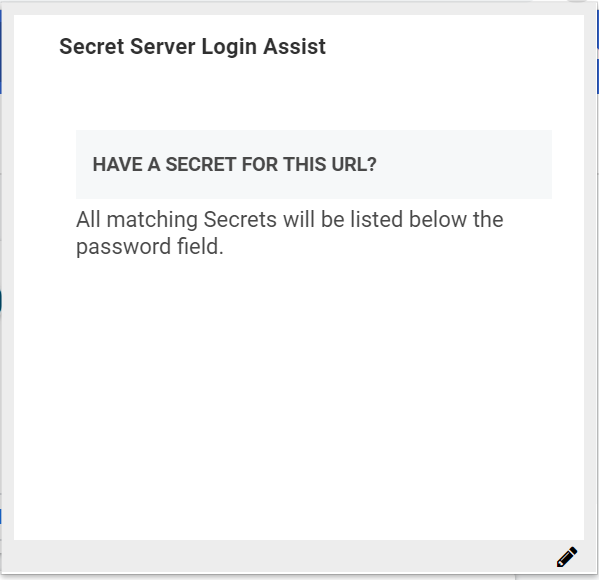 Secret Server Login Assist
HAVE A SECRET FOR THIS URL?
All matching Secrets will be listed below the
password field.